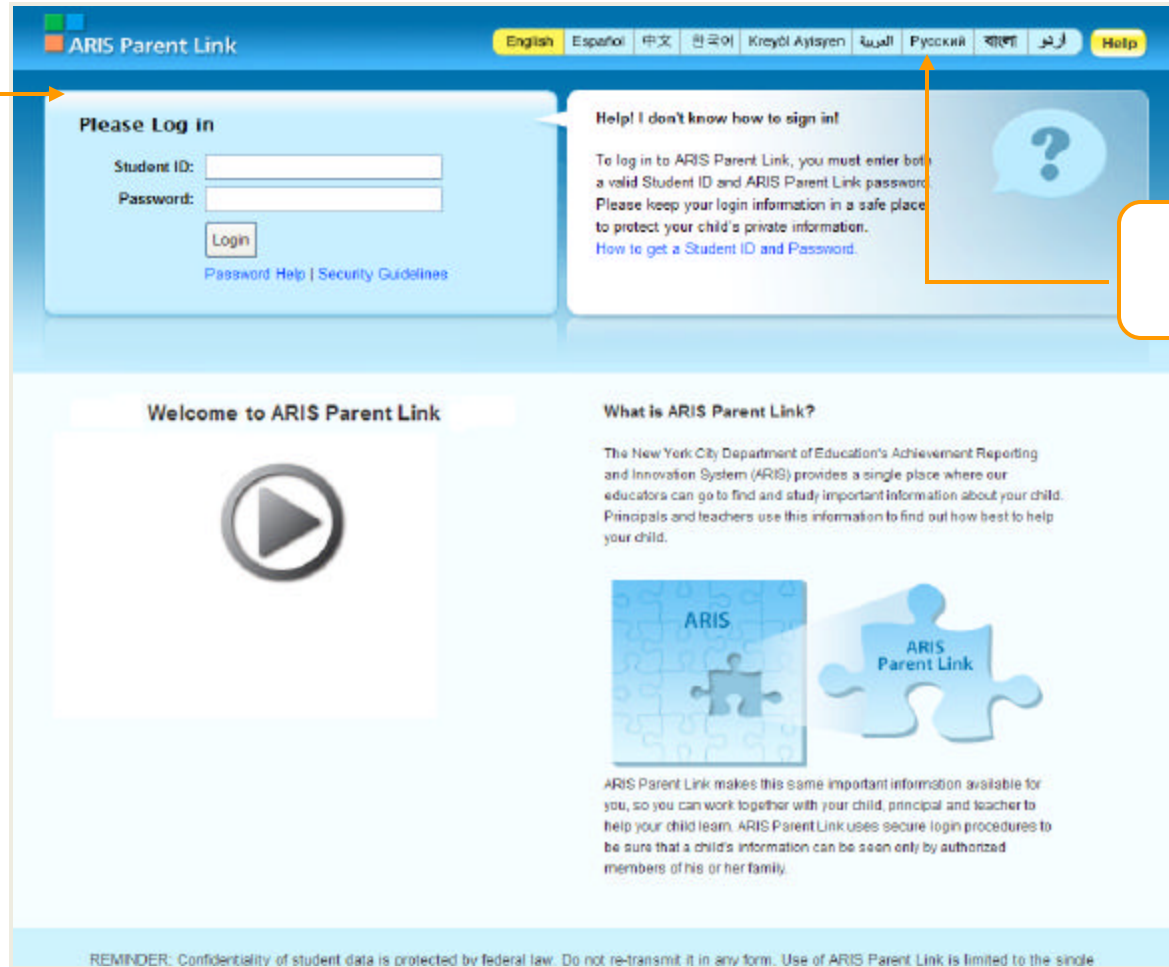 ARIS Parent Link
English Español 中文 한국어 Kreyòl Ayisyen العربية Русский বাংলা اُردو Help
Please Log in
Student ID:
Password:
Login
Password Help | Security Guidelines
Help! I don't know how to sign in!
To log in to ARIS Parent Link, you must enter both
a valid Student ID and ARIS Parent Link password.
Please keep your login information in a safe place
to protect your child's private information.
How to get a Student ID and Password.
?
Welcome to ARIS Parent Link
What is ARIS Parent Link?
The New York City Department of Education's Achievement Reporting
and Innovation System (ARIS) provides a single place where our
educators can go to find and study important information about your child.
Principals and teachers use this information to find out how best to help
your child.
ARIS
ARIS
Parent Link
ARIS Parent Link makes this same important information available for
you, so you can work together with your child, principal and teacher to
help your child learn. ARIS Parent Link uses secure login procedures to
be sure that a child's information can be seen only by authorized
members of his or her family.
REMINDER: Confidentiality of student data is protected by federal law. Do not re-transmit it in any form. Use of ARIS Parent Link is limited to the single